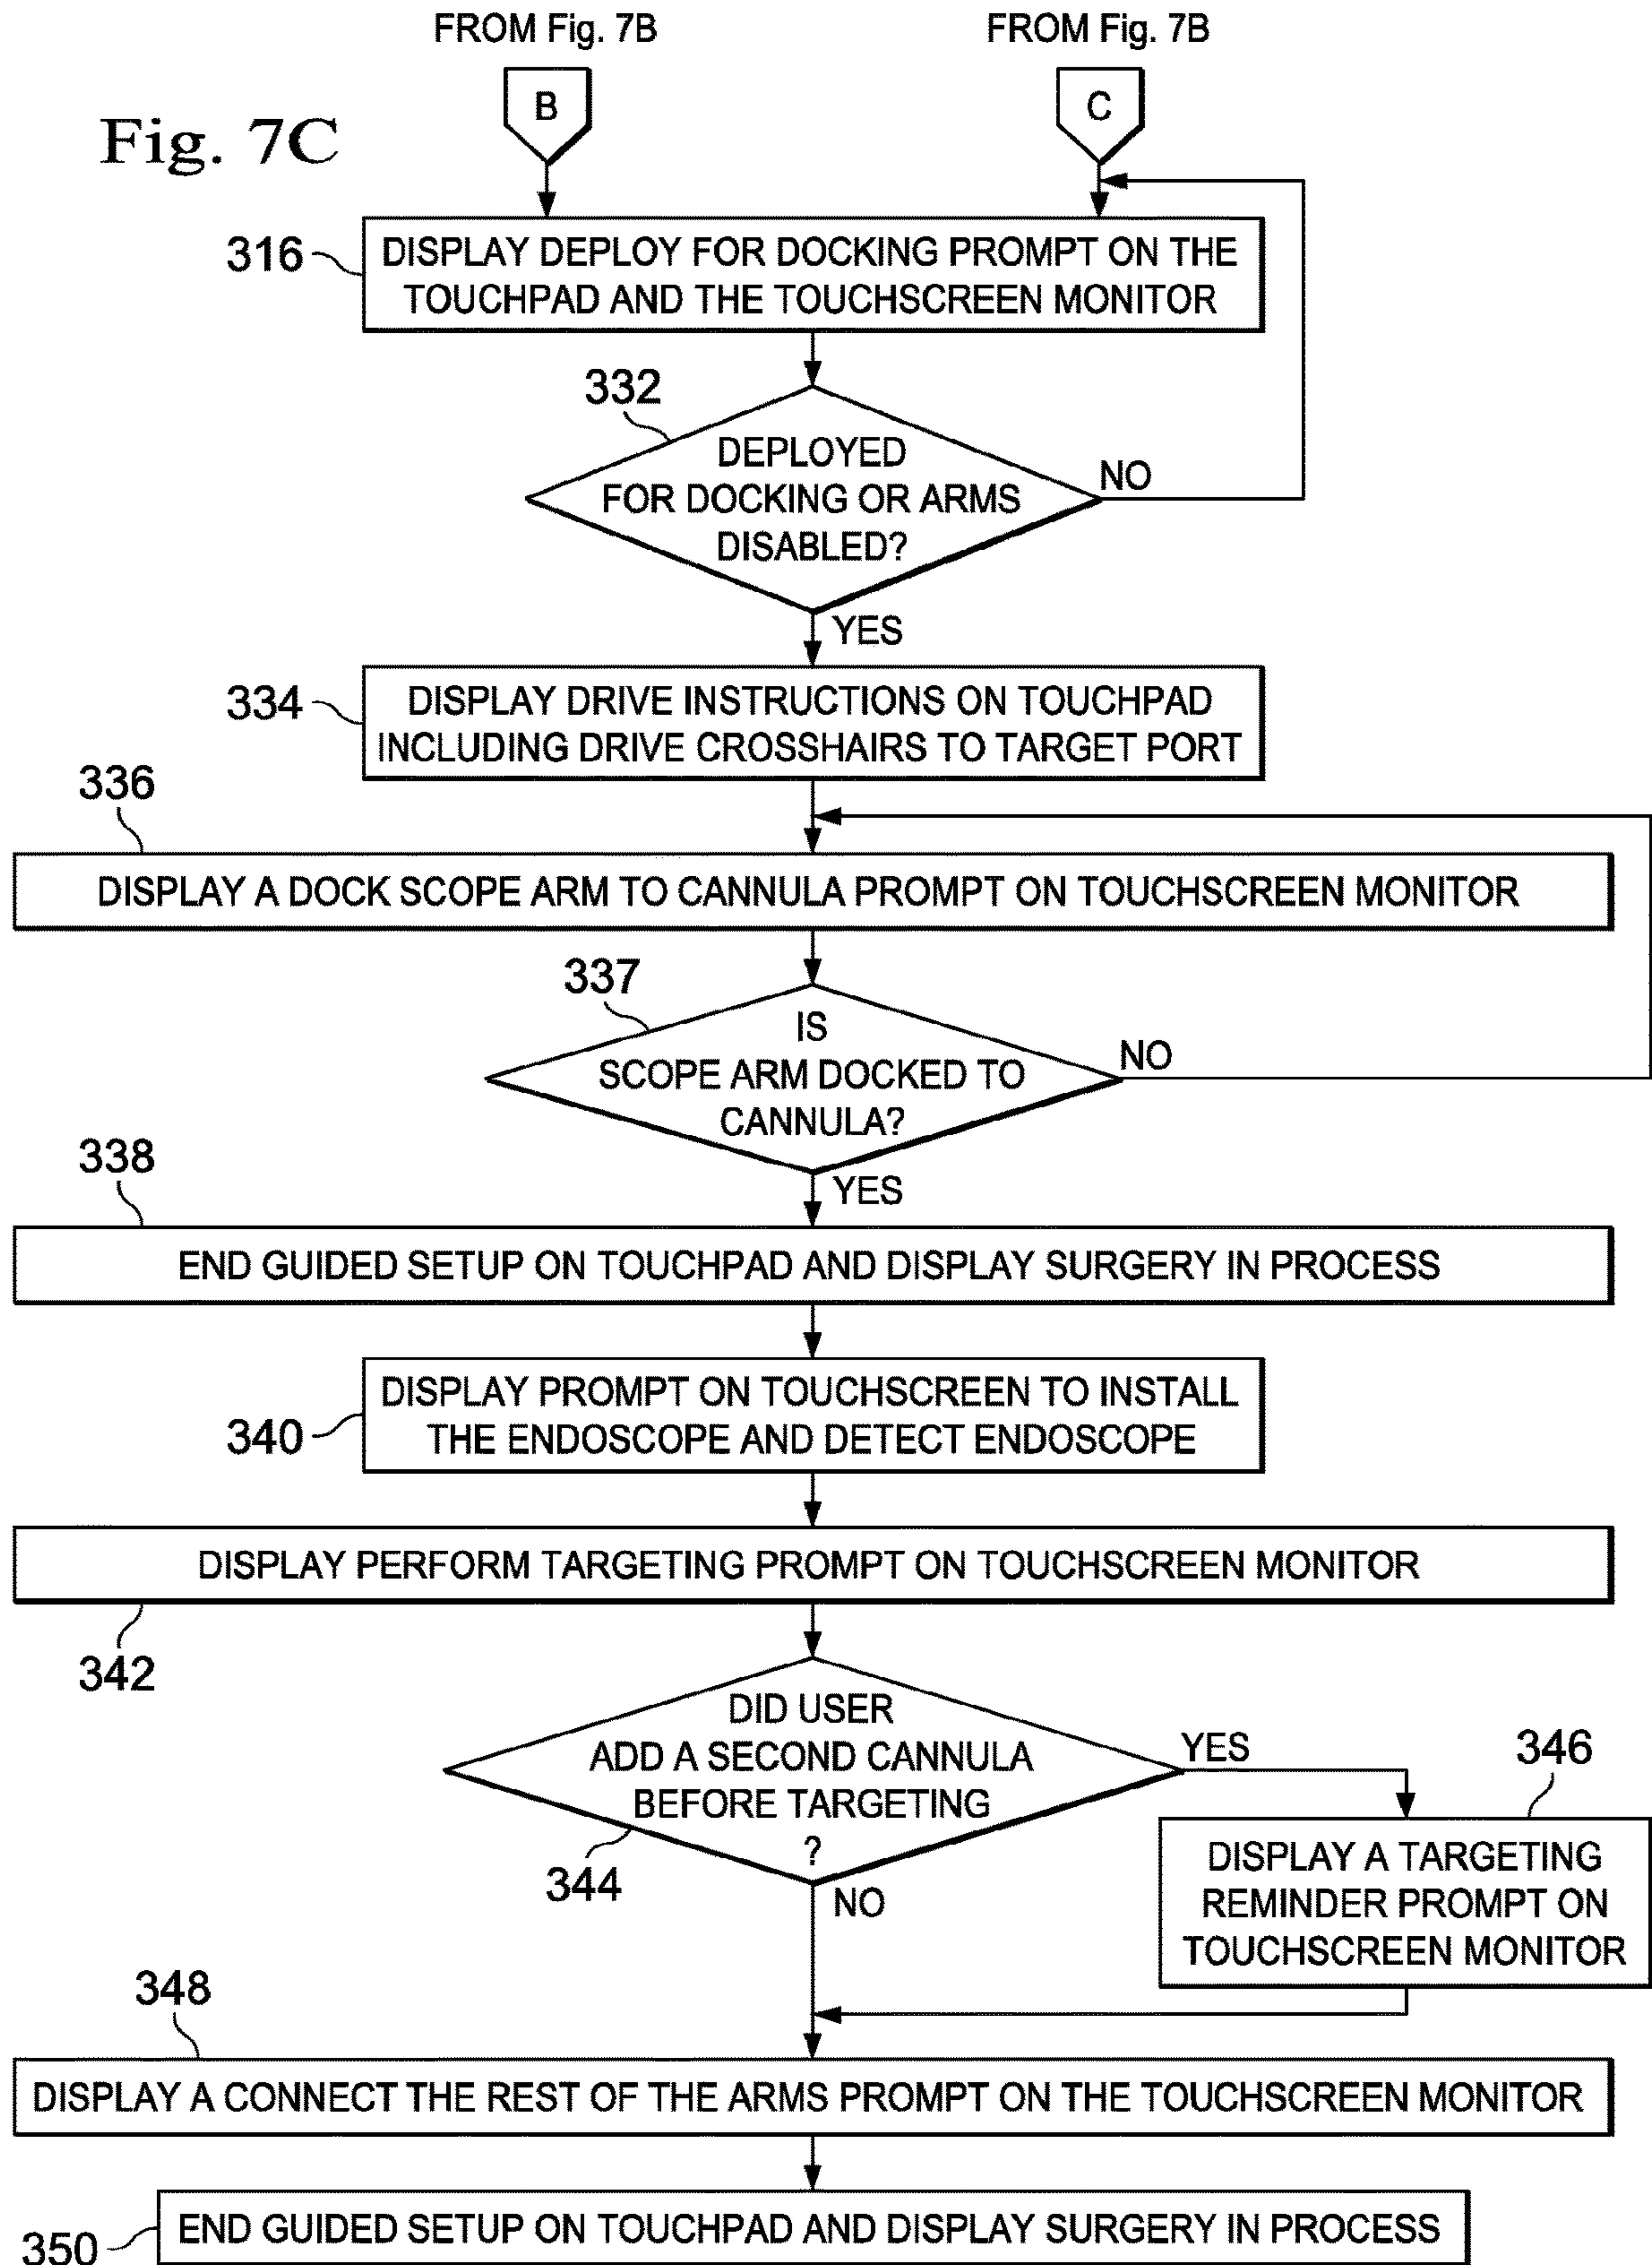 FROM Fig. 7B
FROM Fig. 7B
B
C
Fig. 7C
316
DISPLAY DEPLOY FOR DOCKING PROMPT ON THE
TOUCHPAD AND THE TOUCHSCREEN MONITOR
332
DEPLOYED
FOR DOCKING OR ARMS
DISABLED?
NO
YES
334
DISPLAY DRIVE INSTRUCTIONS ON TOUCHPAD
INCLUDING DRIVE CROSSHAIRS TO TARGET PORT
336
DISPLAY A DOCK SCOPE ARM TO CANNULA PROMPT ON TOUCHSCREEN MONITOR
337
IS
SCOPE ARM DOCKED TO
CANNULA?
NO
YES
338
END GUIDED SETUP ON TOUCHPAD AND DISPLAY SURGERY IN PROCESS
340
DISPLAY PROMPT ON TOUCHSCREEN TO INSTALL
THE ENDOSCOPE AND DETECT ENDOSCOPE
DISPLAY PERFORM TARGETING PROMPT ON TOUCHSCREEN MONITOR
342
DID USER
ADD A SECOND CANNULA
BEFORE TARGETING
?
344
YES
NO
346
DISPLAY A TARGETING
REMINDER PROMPT ON
TOUCHSCREEN MONITOR
348
DISPLAY A CONNECT THE REST OF THE ARMS PROMPT ON THE TOUCHSCREEN MONITOR
350
END GUIDED SETUP ON TOUCHPAD AND DISPLAY SURGERY IN PROCESS